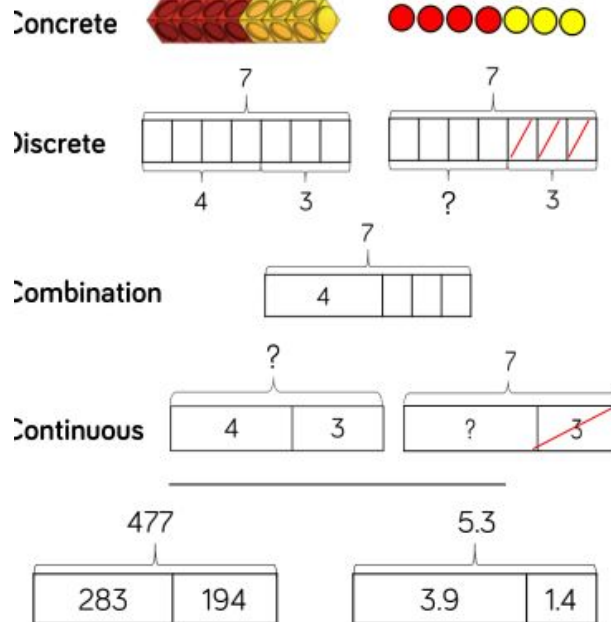 Concrete
7 7
Discrete
4 3 ? 3
7
Combination
4
? 7
Continuous
4 3 ? 3
477 5.3
283 194 3.9 1.4